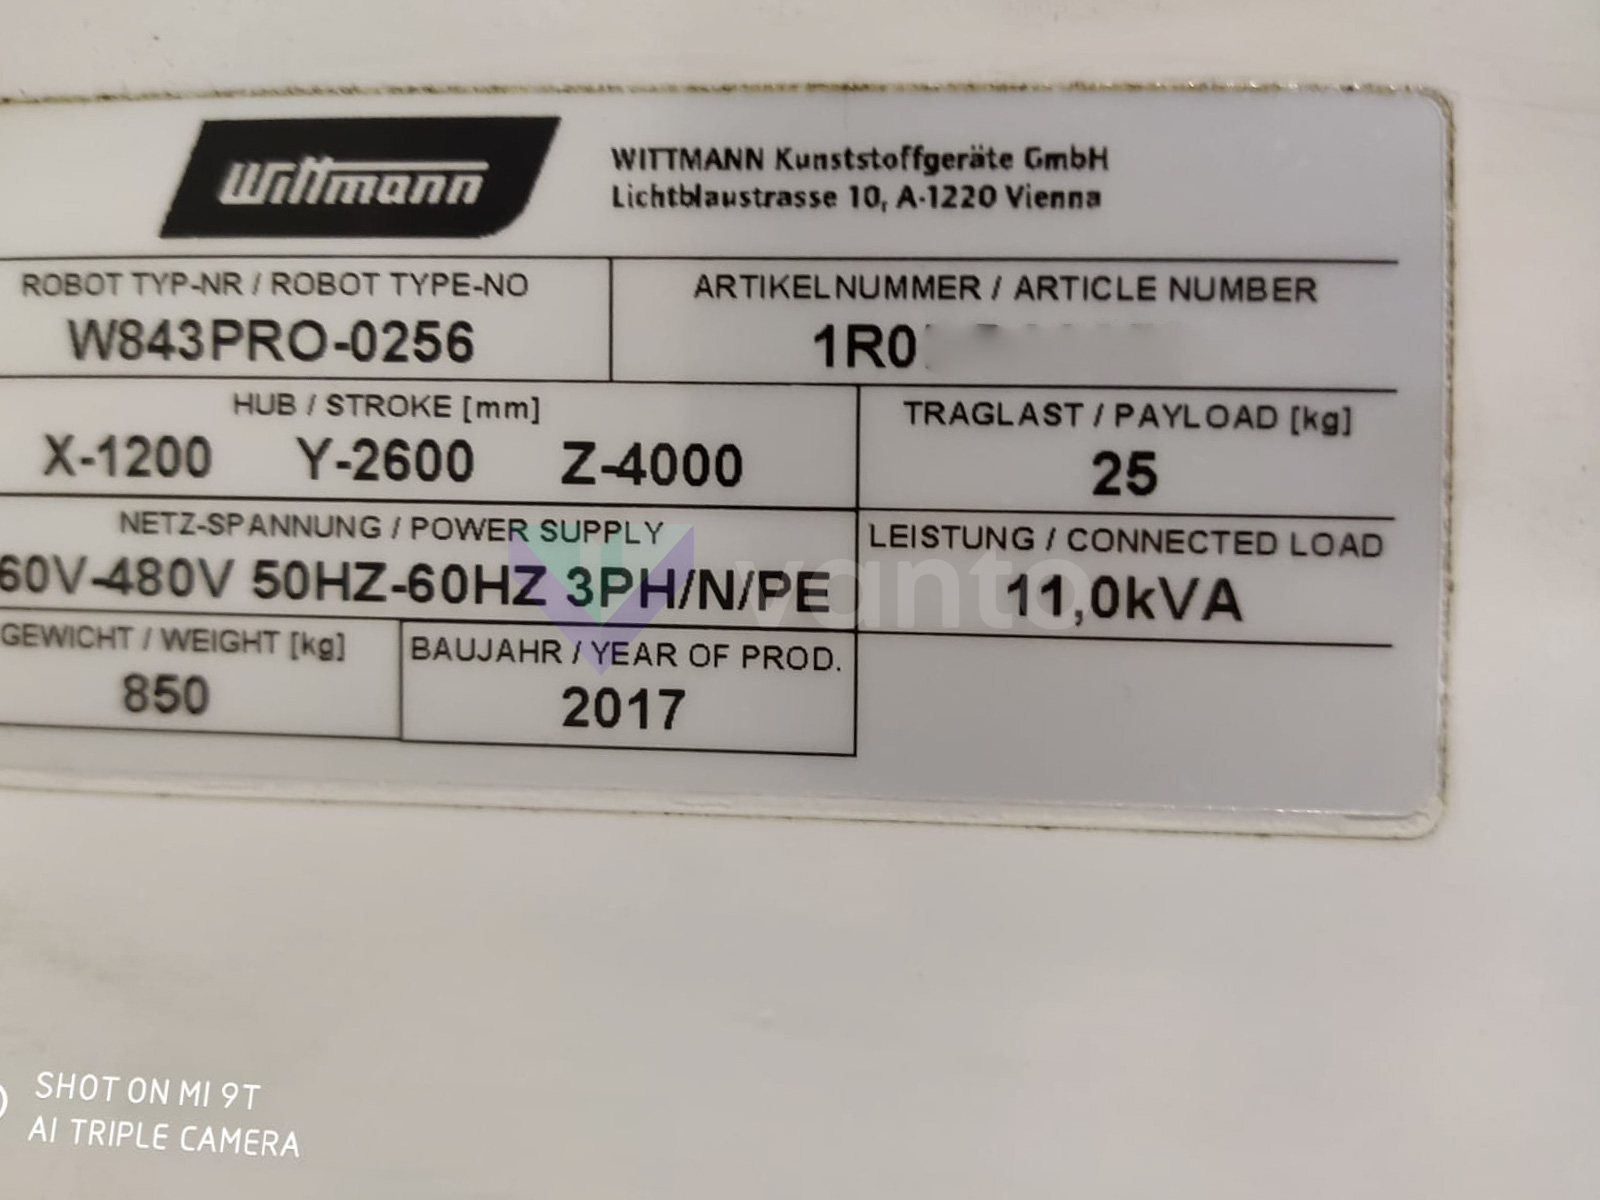 Wittmann
WITTMANN Kunststoffgeräte GmbH
Lichtblaustrasse 10, A-1220 Vienna
ROBOT TYP-NR / ROBOT TYPE-NO
W843PRO-0256
ARTIKELNUMMER / ARTICLE NUMBER
1R0
HUB / STROKE [mm]
X-1200 Y-2600 Z-4000
TRAGLAST / PAYLOAD [kg]
25
NETZ-SPANNUNG / POWER SUPPLY
60V-480V 50HZ-60HZ 3PH/N/PE
LEISTUNG / CONNECTED LOAD
11,0kVA
GEWICHT / WEIGHT [kg]
850
BAUJAHR / YEAR OF PROD.
2017
vanto
SHOT ON MI 9T
AI TRIPLE CAMERA